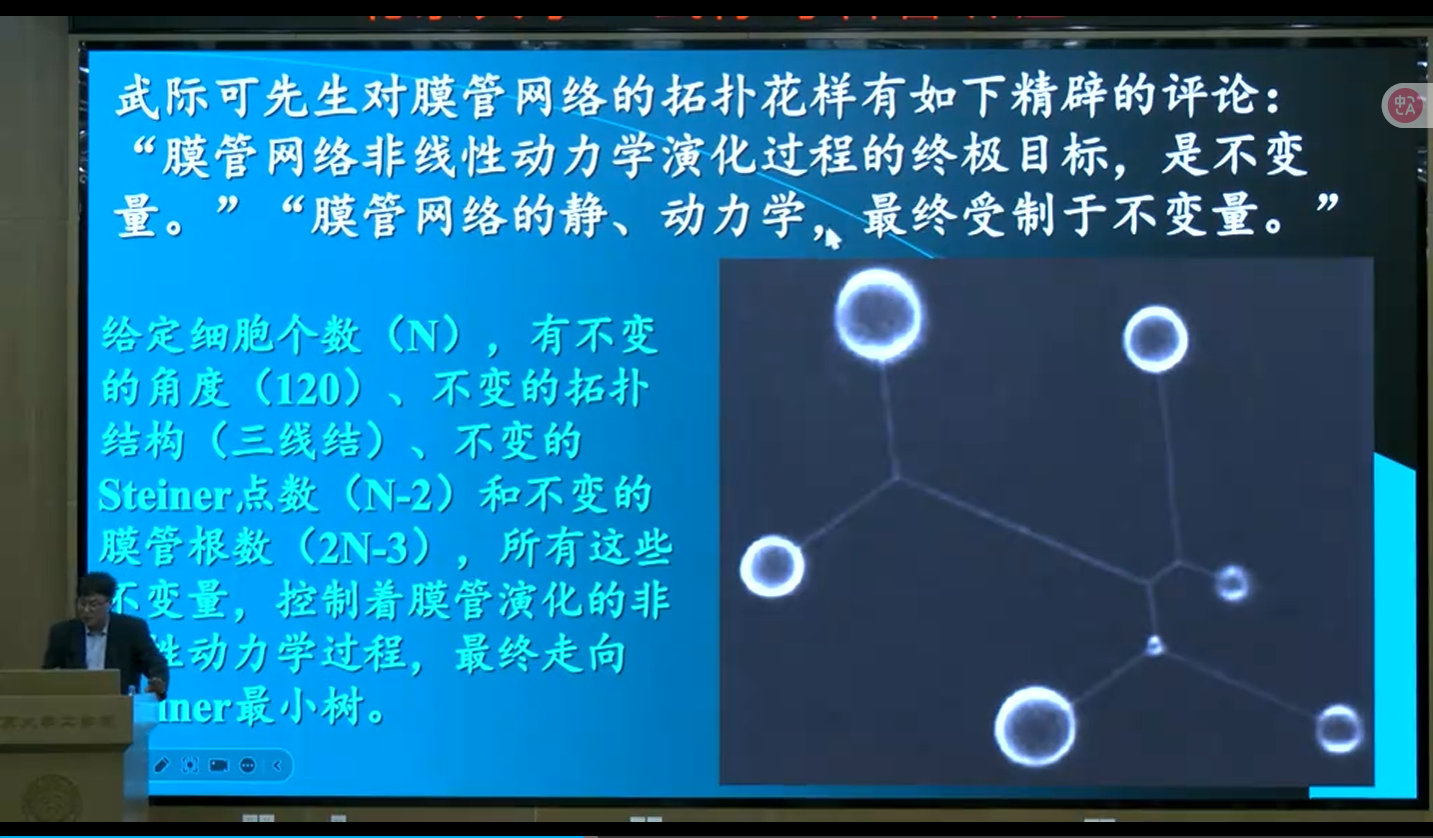 武际可先生对膜管网络的拓扑花样有如下精辟的评论：
“膜管网络非线性动力学演化过程的终极目标，是不变
量。”“膜管网络的静、动力学，最终受制于不变量。”
给定细胞个数（N），有不变
的角度（120）、不变的拓扑
结构（三线结）、不变的
Steiner点数（N-2）和不变的
膜管根数（2N-3），所有这些
不变量，控制着膜管演化的非
性动力学过程，最终走向
iner最小树。
中
A